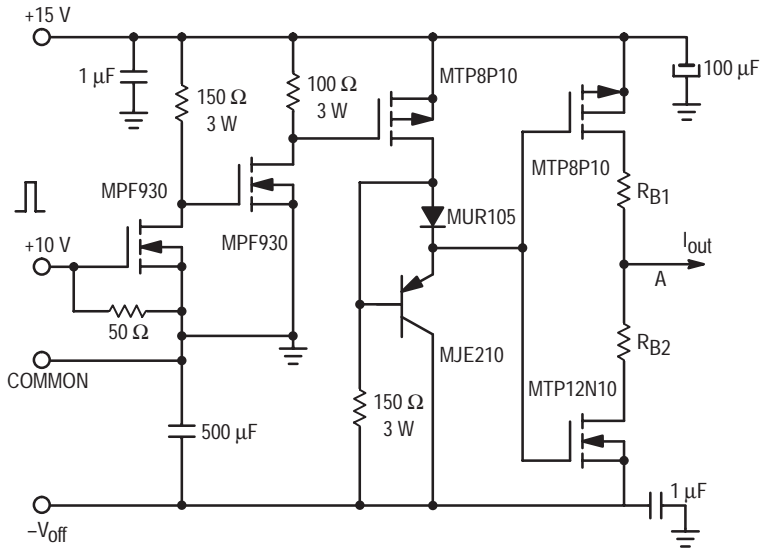 +15 V
1 μF
150 Ω
3 W
100 Ω
3 W
MTP8P10
100 μF
MPF930
MTP8P10
R_B1
MUR105
MPF930
+10 V
I_out
A
50 Ω
COMMON
MJE210
R_B2
MTP12N10
150 Ω
3 W
500 μF
1 μF
–V_off